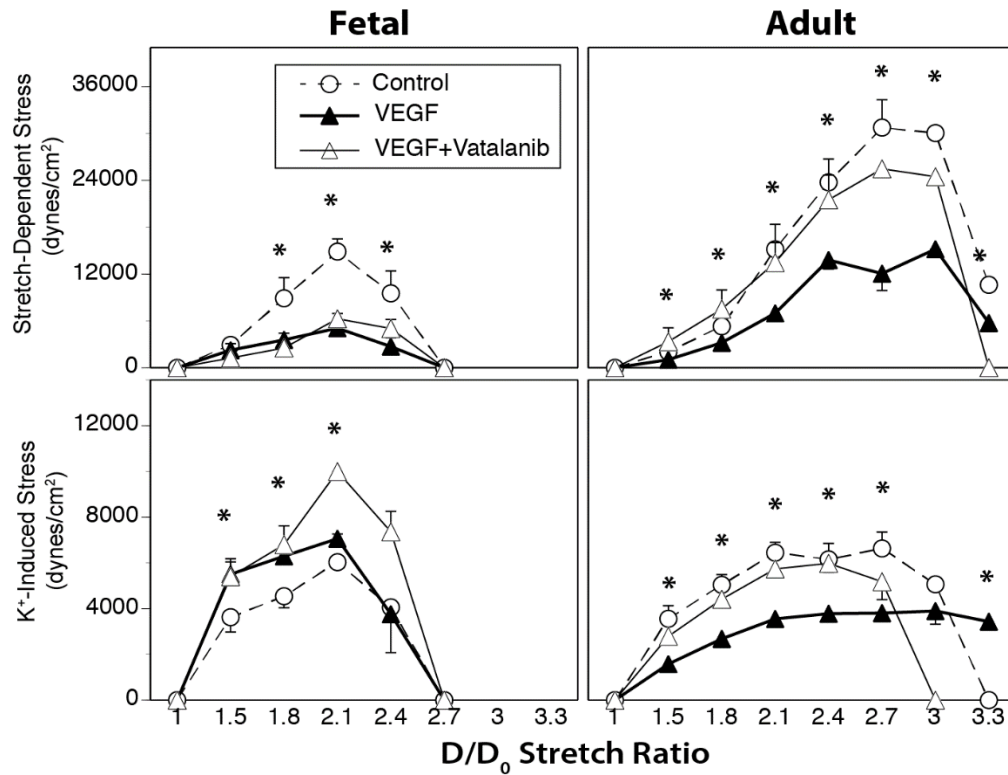 Fetal
Adult
Stretch-Dependent Stress
(dynes/cm²)
36000
24000
12000
0
Control
VEGF
VEGF+Vatalanib
* * *
* * * * * * *
K⁺-Induced Stress
(dynes/cm²)
12000
8000
4000
0
* * *
* * * * * *
1 1.5 1.8 2.1 2.4 2.7 3 3.3
1 1.5 1.8 2.1 2.4 2.7 3 3.3
D/D₀ Stretch Ratio